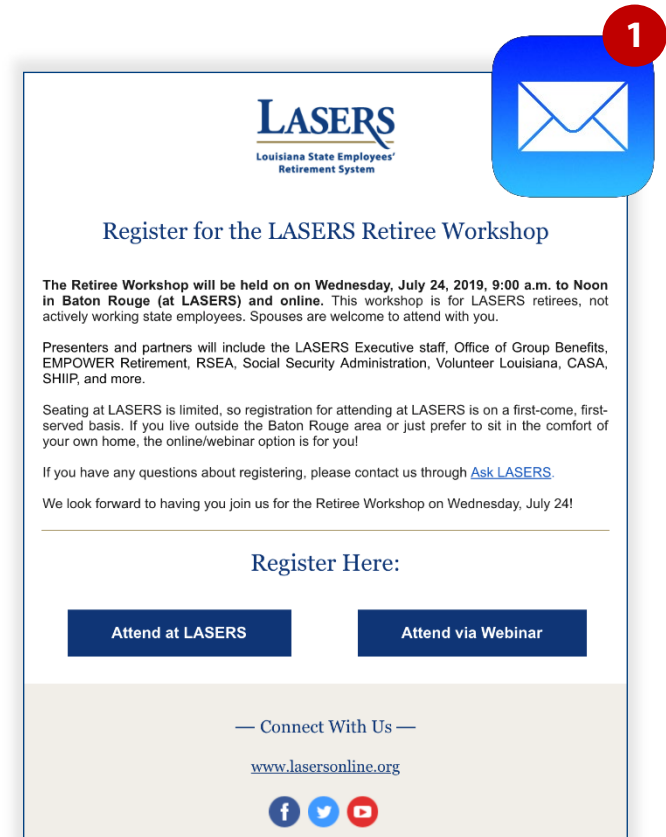 1
LASERS
Louisiana State Employees'
Retirement System
Register for the LASERS Retiree Workshop
The Retiree Workshop will be held on on Wednesday, July 24, 2019, 9:00 a.m. to Noon
in Baton Rouge (at LASERS) and online. This workshop is for LASERS retirees, not
actively working state employees. Spouses are welcome to attend with you.
Presenters and partners will include the LASERS Executive staff, Office of Group Benefits,
EMPOWER Retirement, RSEA, Social Security Administration, Volunteer Louisiana, CASA,
SHIIP, and more.
Seating at LASERS is limited, so registration for attending at LASERS is on a first-come, first-
served basis. If you live outside the Baton Rouge area or just prefer to sit in the comfort of
your own home, the online/webinar option is for you!
If you have any questions about registering, please contact us through Ask LASERS.
We look forward to having you join us for the Retiree Workshop on Wednesday, July 24!
Register Here:
Attend at LASERS
Attend via Webinar
— Connect With Us —
www.lasersonline.org